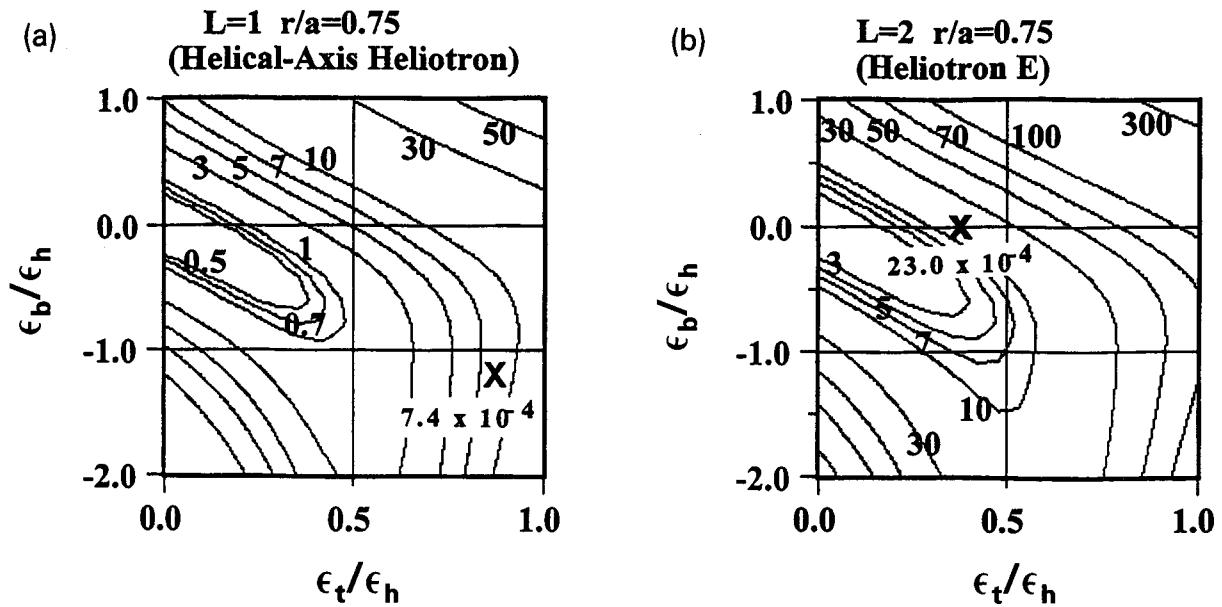 (a)
L=1 r/a=0.75
(Helical-Axis Heliotron)
1.0
0.0
-1.0
-2.0
ϵb/ϵh
3
5
7
10
30
50
0.5
1
0.7
X
7.4 x 10-4
0.0
0.5
1.0
ϵt/ϵh
(b)
L=2 r/a=0.75
(Heliotron E)
1.0
0.0
-1.0
-2.0
ϵb/ϵh
30
50
70
100
300
X
23.0 x 10-4
3
5
7
10
30
0.0
0.5
1.0
ϵt/ϵh